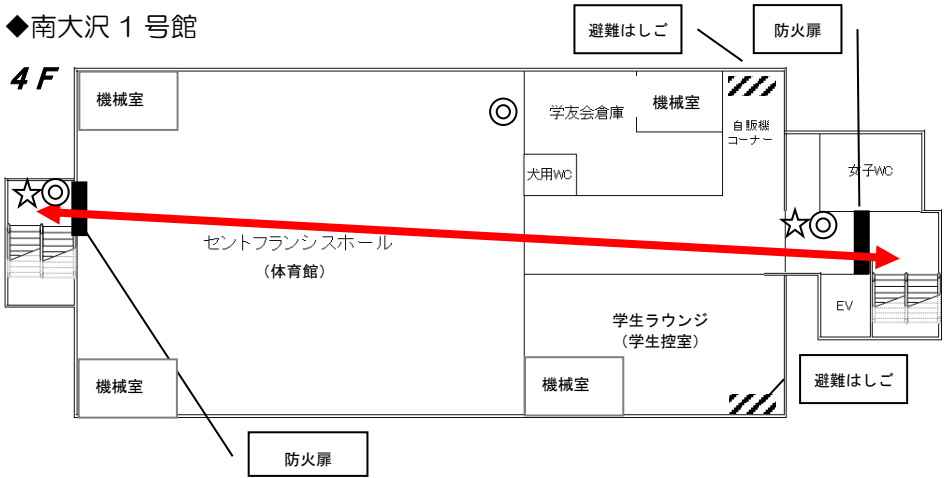 ◆南大沢 1 号館
4 F
避難はしご
防火扉
機械室
学友会倉庫
機械室
自販機
コーナー
犬用WC
女子WC
セントフランシスホール
(体育館)
EV
学生ラウンジ
(学生控室)
機械室
機械室
避難はしご
防火扉